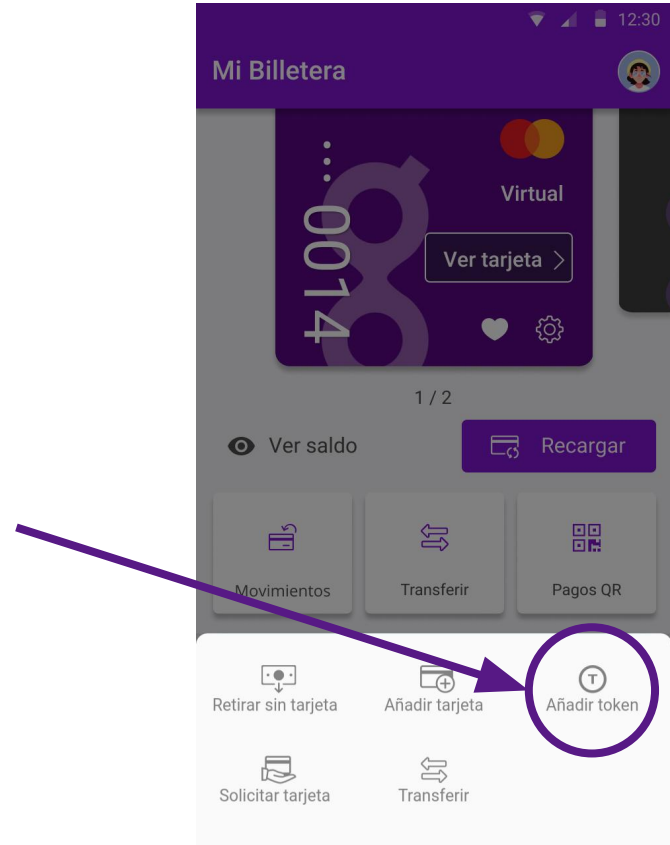 12:30
Mi Billetera
... 0014
Virtual
Ver tarjeta >
1 / 2
Ver saldo
Recargar
Movimientos
Transferir
Pagos QR
Retirar sin tarjeta
Añadir tarjeta
T
Añadir token
Solicitar tarjeta
Transferir